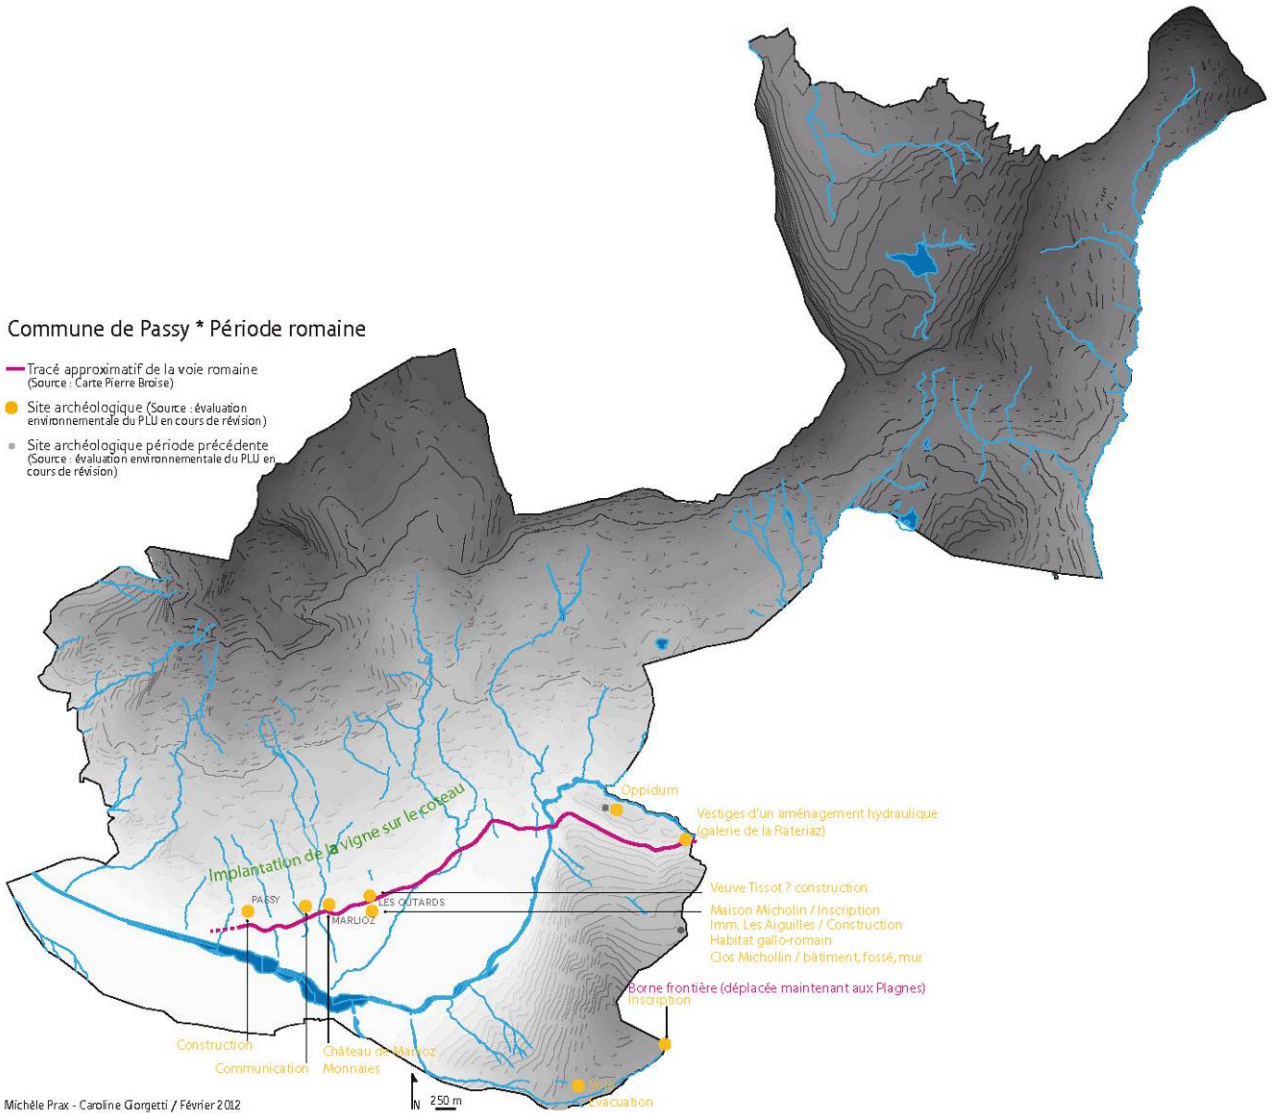 Commune de Passy * Période romaine
Tracé approximatif de la voie romaine
(Source : Carte Pierre Broise)
Site archéologique (Source : évaluation
environnementale du PLU en cours de révision)
Site archéologique période précédente
(Source : évaluation environnementale du PLU en
cours de révision)
Implantation de la vigne sur le coteau
Oppidum
Vestiges d'un aménagement hydraulique
(galerie de la Rateriaz)
Veuve Tissot ? construction
PASSY
LES OUTARDS
MARLIOZ
Maison Micholin / Inscription
Imm. Les Aiguilles / Construction
Habitat gallo-romain
Clos Michollin / bâtiment, fossé, mur
Borne frontière (déplacée maintenant aux Plagnes)
Inscription
Construction
Communication
Château de Marlioz
Monnaies
Evacuation
N
250 m
Michèle Prax - Caroline Giorgetti / Février 2012